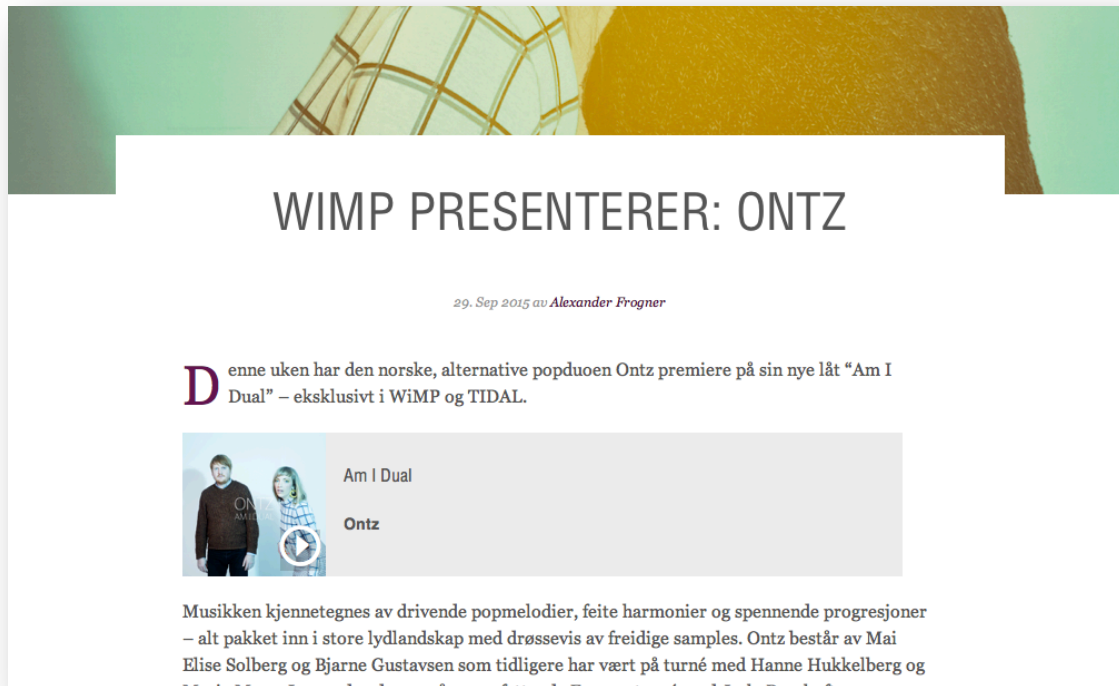 WIMP PRESENTERER: ONTZ
29. Sep 2015 av Alexander Frogner
Denne uken har den norske, alternative popduoen Ontz premiere på sin nye låt “Am I
Dual” – eksklusivt i WiMP og TIDAL.
ONTZ
AM I DUAL
Am I Dual
Ontz
Musikken kjennetegnes av drivende popmelodier, feite harmonier og spennende progresjoner
– alt pakket inn i store lydlandskap med drøssevis av freidige samples. Ontz består av Mai
Elise Solberg og Bjarne Gustavsen som tidligere har vært på turné med Hanne Hukkelberg og